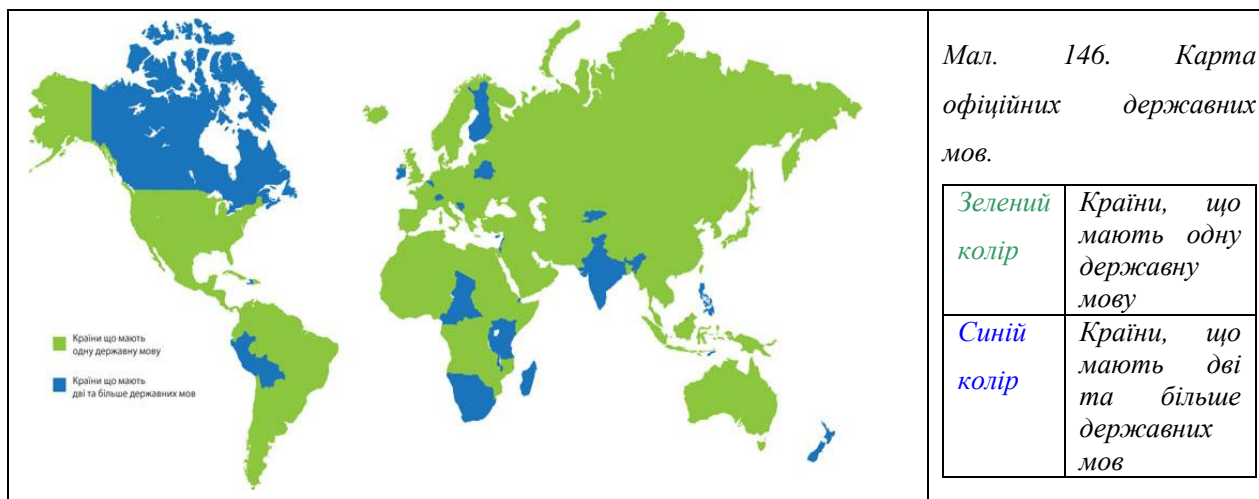 Країни що мають
одну державну мову
Країни що мають
дві та більше державних мов
Мал. 146. Карта
офіційних державних
мов.
Зелений
колір
Країни, що
мають одну
державну
мову
Синій
колір
Країни, що
мають дві
та більше
державних
мов